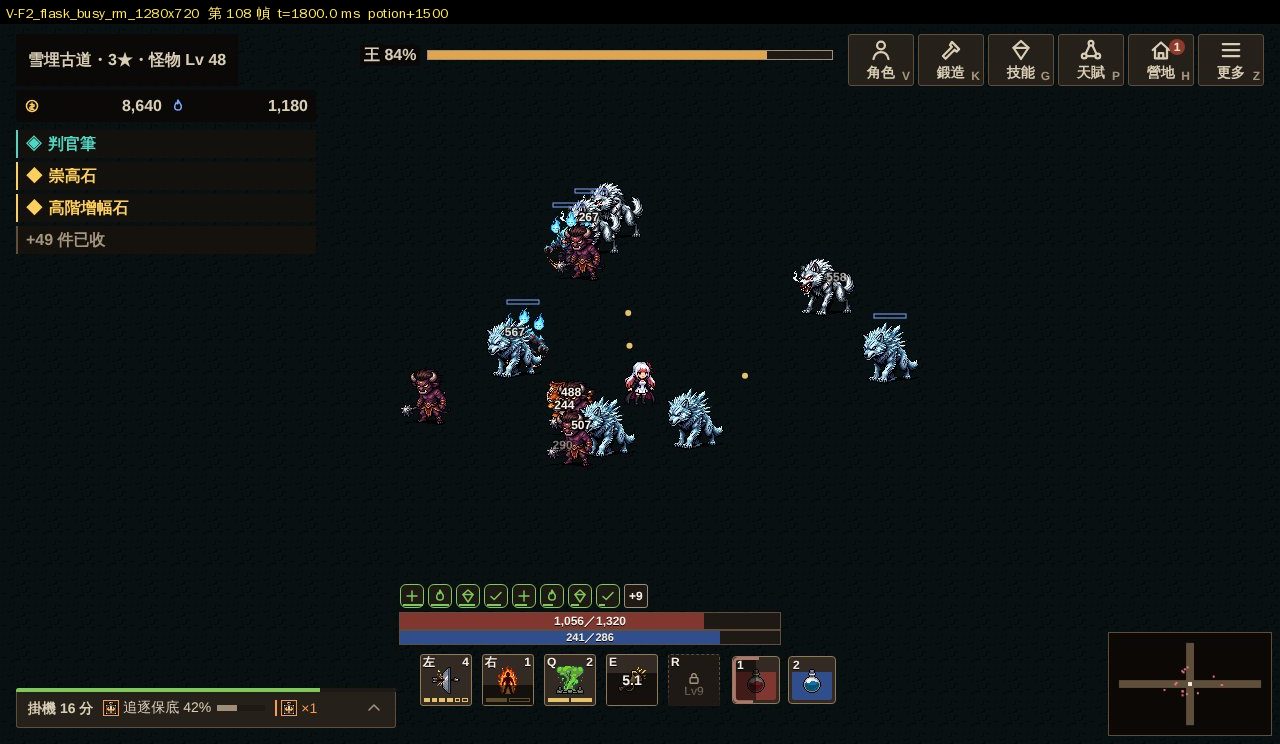 V-F2_flask_busy_rm_1280x720 第 108 幀 t=1800.0 ms potion+1500
雪埋古道・3★・怪物 Lv 48
王 84%
角色 V
鍛造 K
技能 G
天賦 P
營地 H 1
更多 Z
8,640 1,180
判官筆
崇高石
高階增幅石
+49 件已收
267
558
567
488
244
507
290
+9
1,056／1,320
241／286
左 4
右 1
Q 2
E 5.1
R Lv9
1
2
掛機 16 分 追逐保底 42% ×1